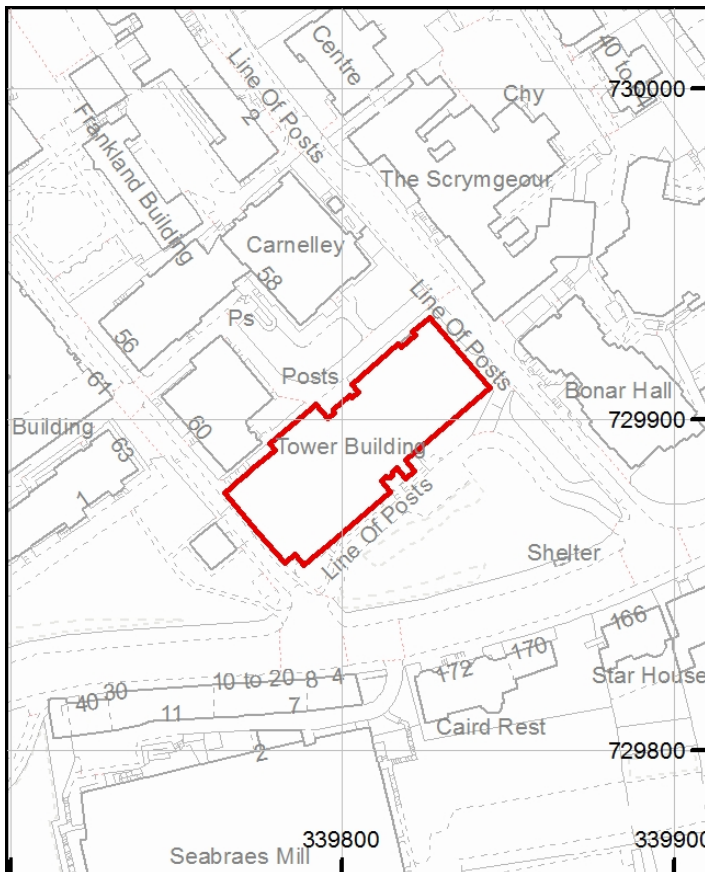 Centre
40 to
730000
Line Of Posts
2
Chy
Frankland Building
The Scrymgeour
Carnelley
58
Line Of Posts
Ps
56
61
Posts
Bonar Hall
729900
Building
60
63
Tower Building
1
Line Of Posts
Shelter
166
170
172
10 to 20
8
4
Star House
30
40
7
11
Caird Rest
2
729800
339800
339900
Seabraes Mill